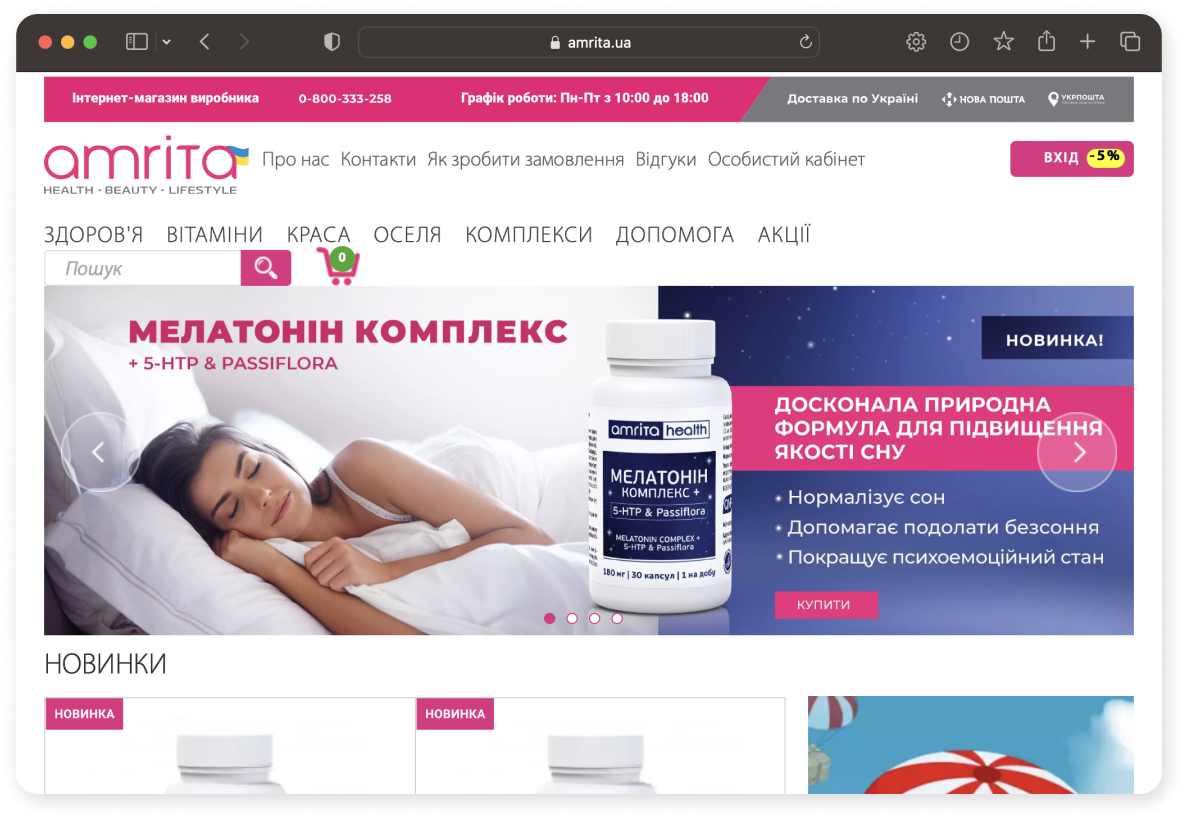 amrita.ua
Інтернет-магазин виробника 0-800-333-258 Графік роботи: Пн-Пт з 10:00 до 18:00 Доставка по Україні НОВА ПОШТА УКРПОШТА
amrita
HEALTH · BEAUTY · LIFESTYLE
Про нас Контакти Як зробити замовлення Відгуки Особистий кабінет
ВХІД -5%
ЗДОРОВ'Я ВІТАМІНИ КРАСА ОСЕЛЯ КОМПЛЕКСИ ДОПОМОГА АКЦІЇ
Пошук
0
МЕЛАТОНІН КОМПЛЕКС
+ 5-HTP & PASSIFLORA
amrita health
МЕЛАТОНІН
КОМПЛЕКС +
5-HTP & Passiflora
MELATONIN COMPLEX +
5-HTP & Passiflora
180 мг | 30 капсул | 1 на добу
НОВИНКА!
ДОСКОНАЛА ПРИРОДНА
ФОРМУЛА ДЛЯ ПІДВИЩЕННЯ
ЯКОСТІ СНУ
• Нормалізує сон
• Допомагає подолати безсоння
• Покращує психоемоційний стан
КУПИТИ
НОВИНКИ
НОВИНКА
НОВИНКА